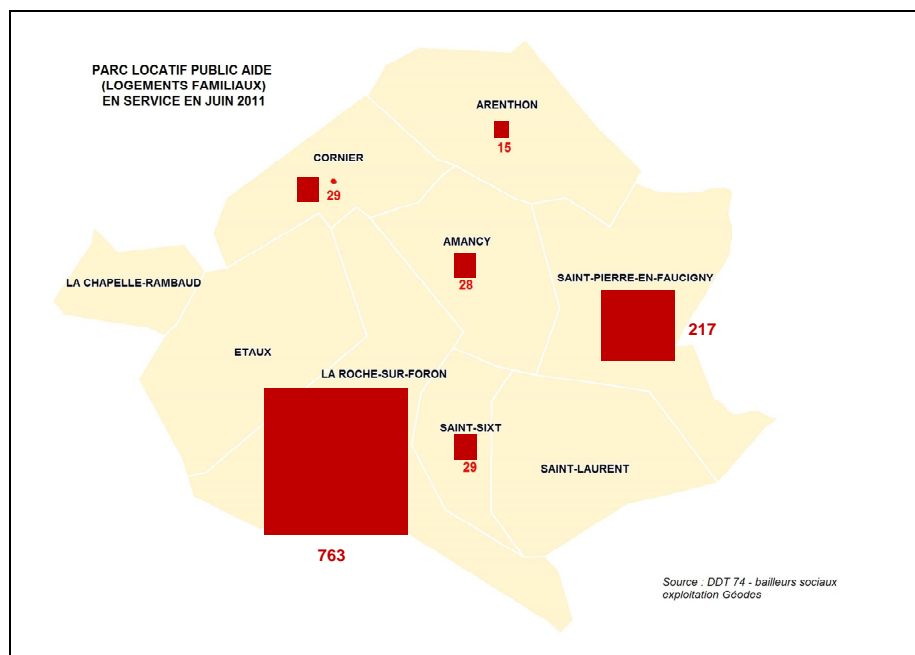 PARC LOCATIF PUBLIC AIDE
(LOGEMENTS FAMILIAUX)
EN SERVICE EN JUIN 2011
ARENTHON
15
CORNIER
29
AMANCY
28
LA CHAPELLE-RAMBAUD
SAINT-PIERRE-EN-FAUCIGNY
217
ETAUX
LA ROCHE-SUR-FORON
763
SAINT-SIXT
29
SAINT-LAURENT
Source : DDT 74 - bailleurs sociaux
exploitation Géodes